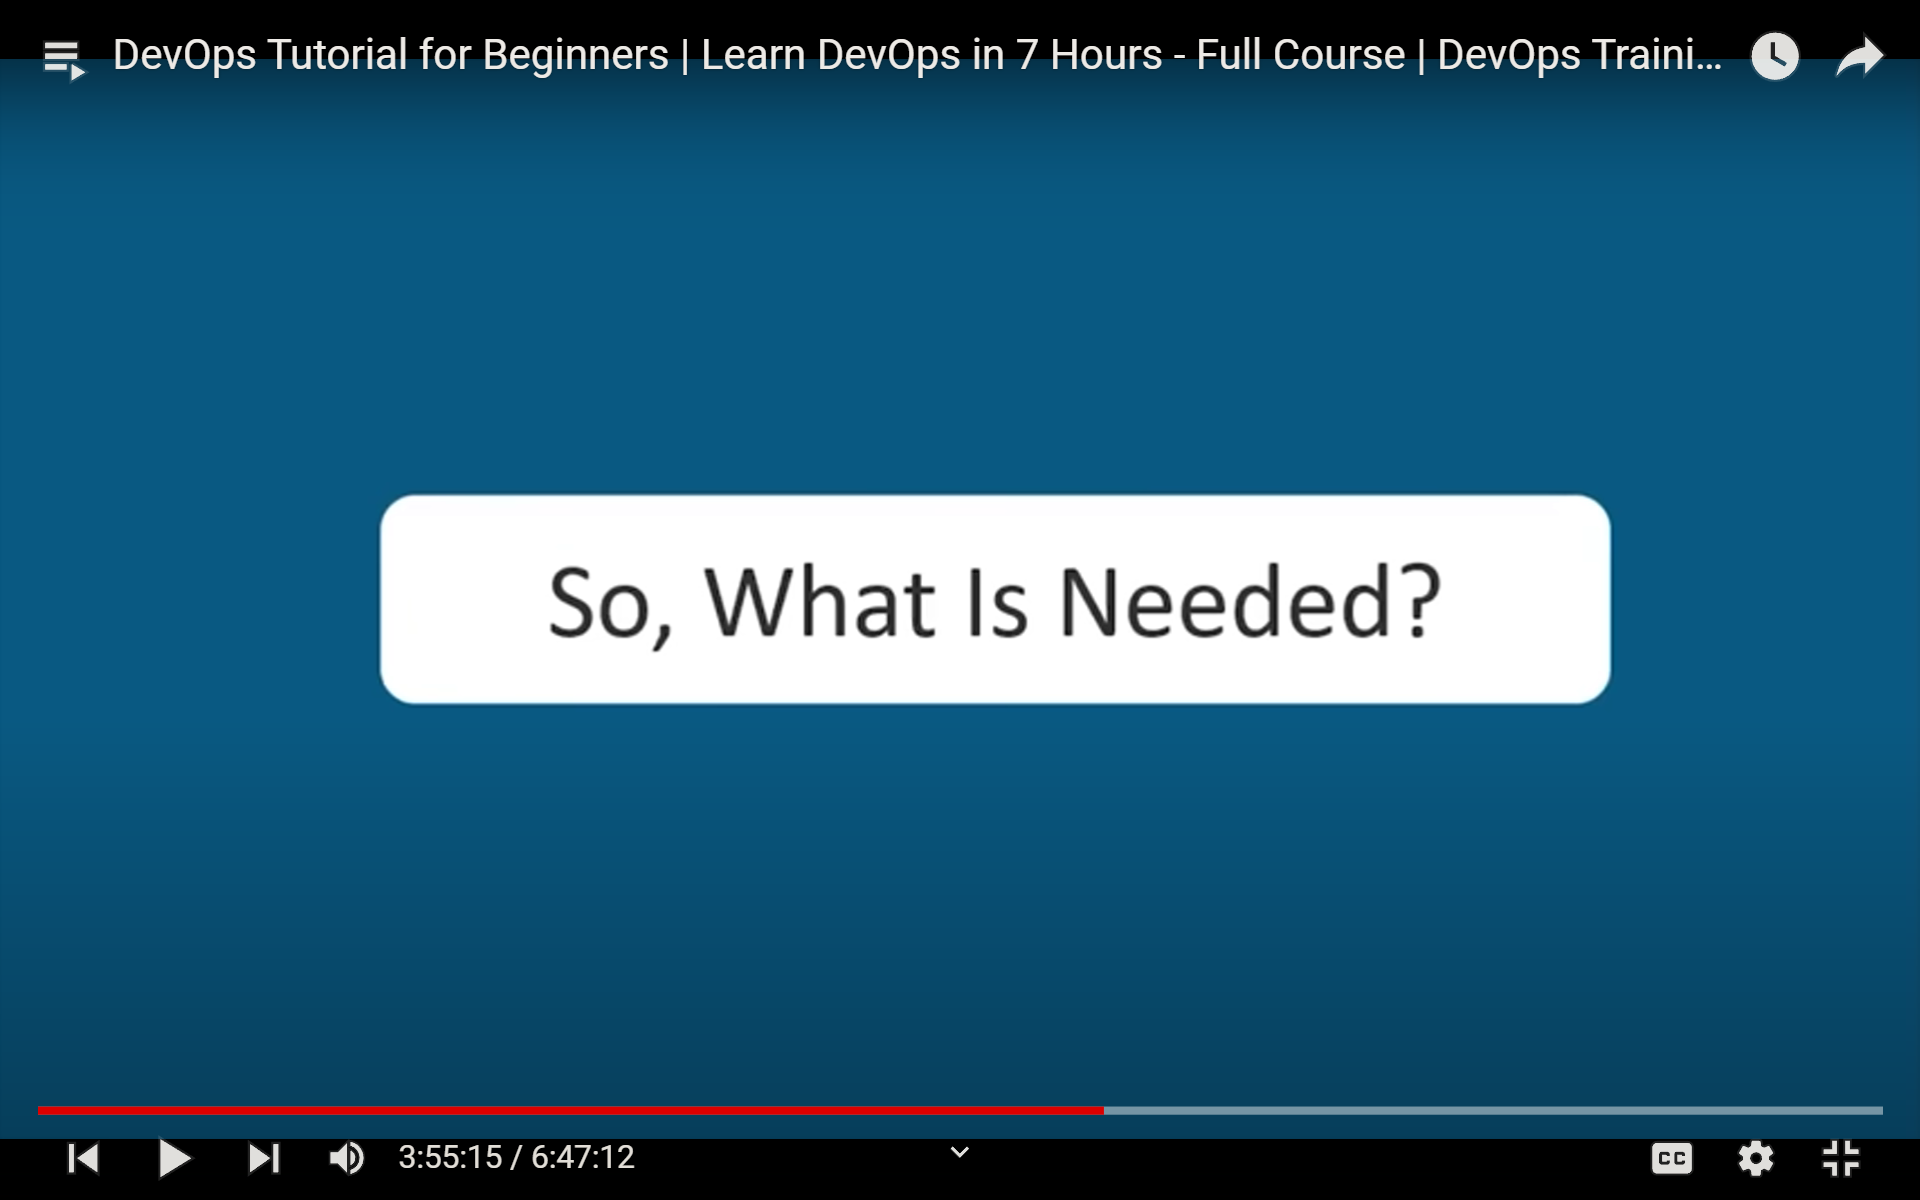 DevOps Tutorial for Beginners | Learn DevOps in 7 Hours - Full Course | DevOps Traini...
So, What Is Needed?
3:55:15 / 6:47:12
CC